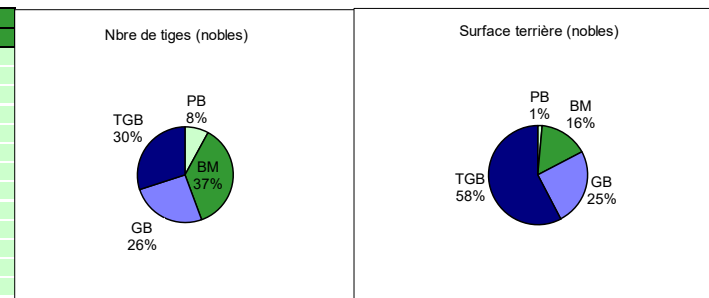 Nbre de tiges (nobles)
PB
8%
BM
37%
GB
26%
TGB
30%
Surface terrière (nobles)
PB
1%
BM
16%
GB
25%
TGB
58%